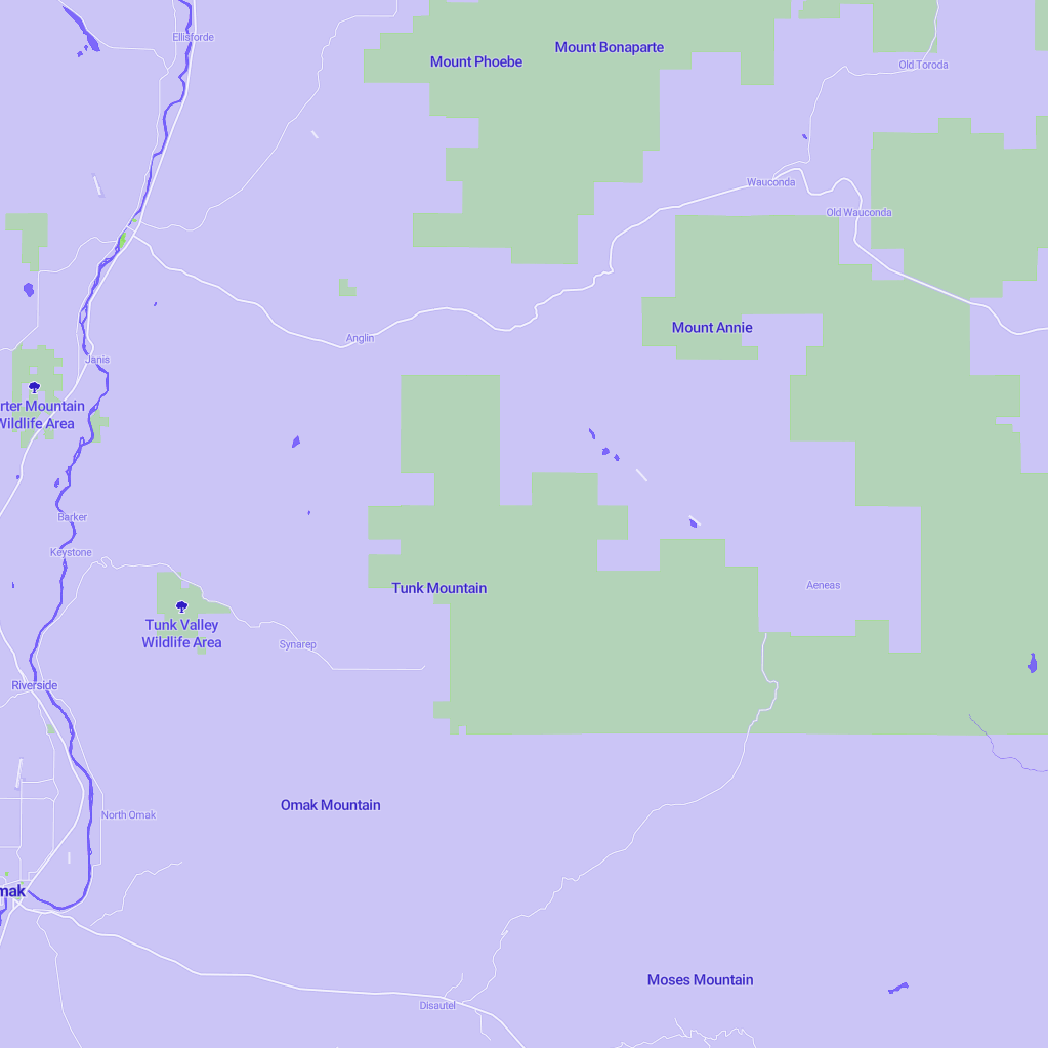 Ellisforde
Mount Bonaparte
Mount Phoebe
Old Toroda
Wauconda
Old Wauconda
Mount Annie
Anglin
Janis
rter Mountain
Wildlife Area
Barker
Keystone
Tunk Mountain
Aeneas
Tunk Valley
Wildlife Area
Synarep
Riverside
Omak Mountain
North Omak
mak
Moses Mountain
Disautel